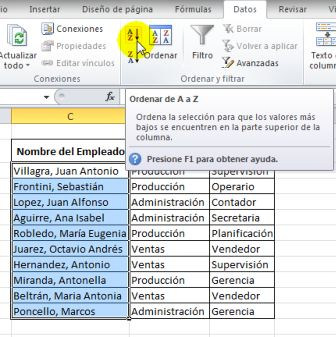 Insertar Diseño de página Fórmulas Datos Revisar
Actualizar todo
Conexiones
Propiedades
Editar vínculos
Conexiones
A Z
Z A
Ordenar
Filtro
Borrar
Volver a aplicar
Avanzadas
Ordenar y filtrar
Text
colum
fx
Ordenar de A a Z
Ordena la selección para que los valores más
bajos se encuentren en la parte superior de la
columna.
Presione F1 para obtener ayuda.
C
Nombre del Empleado
Villagra, Juan Antonio Producción Supervisión
Frontini, Sebastián Producción Operario
Lopez, Juan Alfonso Administración Contador
Aguirre, Ana Isabel Administración Secretaria
Robledo, María Eugenia Producción Planificación
Juarez, Octavio Andrés Ventas Vendedor
Hernandez, Antonio Ventas Supervisión
Miranda, Antonella Producción Gerencia
Beltrán, Maria Antonia Ventas Vendedor
Poncello, Marcos Administración Gerencia